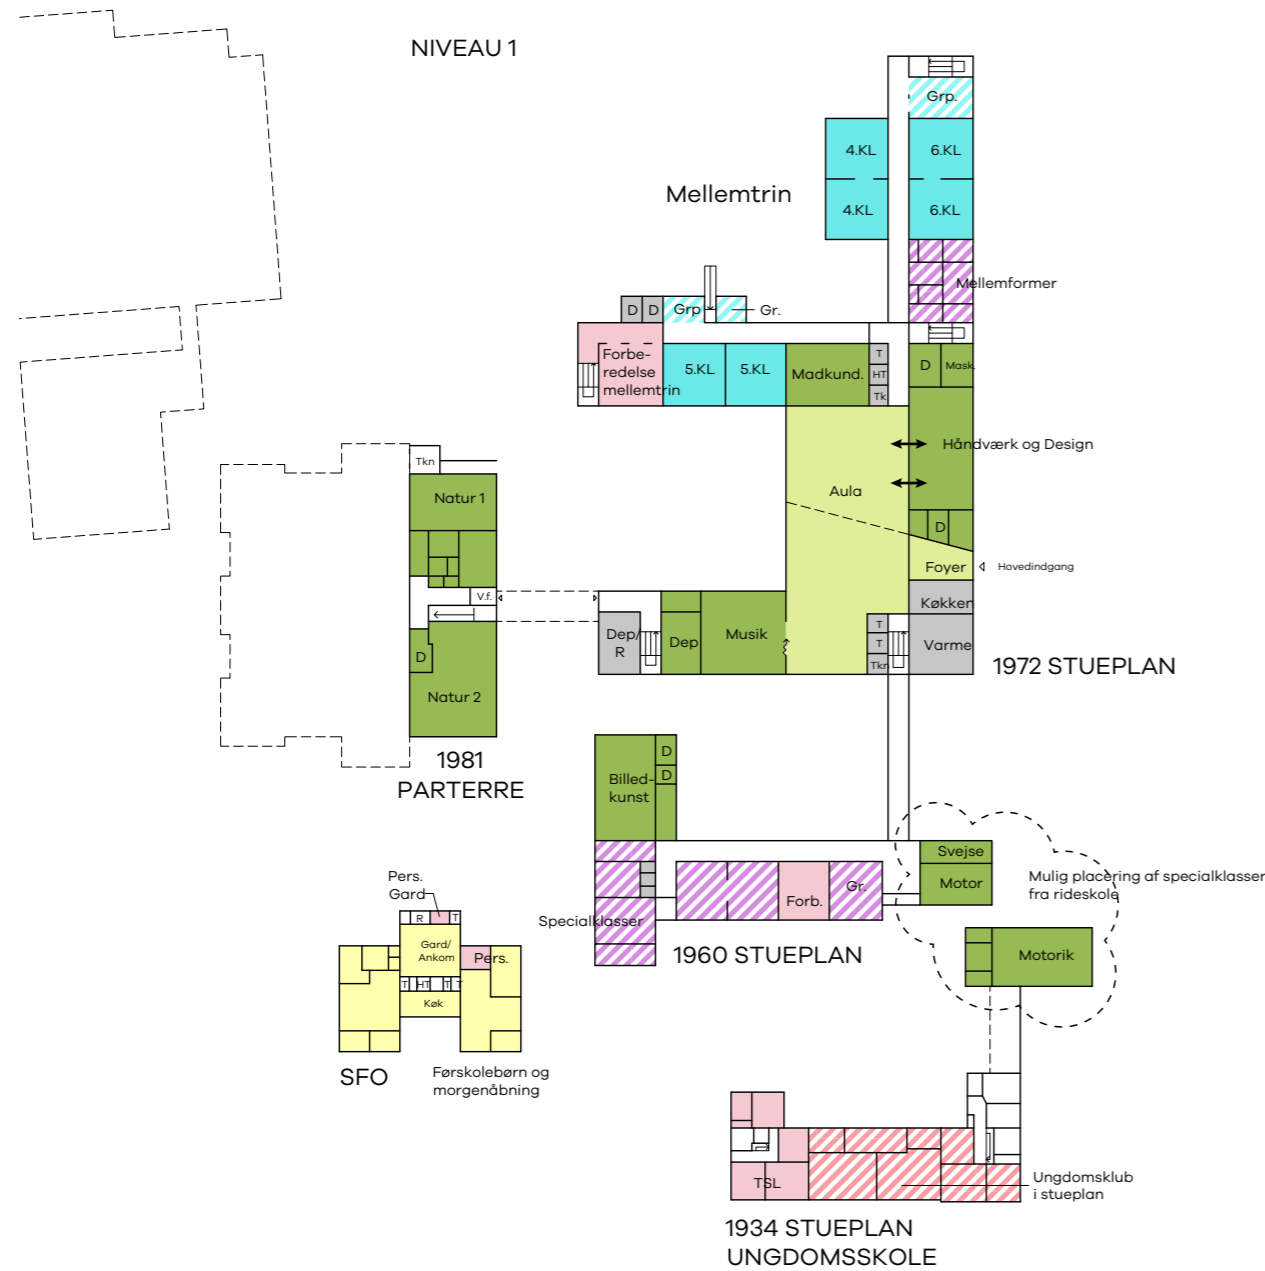 NIVEAU 1
Grp.
4.KL
6.KL
Mellemtrin
4.KL
6.KL
Mellemformer
D
D
Grp
Gr.
Forbe-
redelse
mellemtrin
5.KL
5.KL
Madkund.
T
HT
Tk
D
Mask.
Håndværk og Design
Aula
D
Foyer
Hovedindgang
Køkken
Varme
T
T
Tkn
Dep/
R
Dep
Musik
1972 STUEPLAN
Tkn
Natur 1
V.f.
D
Natur 2
1981
PARTERRE
Billed-
kunst
D
D
Svejse
Motor
Mulig placering af specialklasser
fra rideskole
Forb.
Gr.
Specialklasser
1960 STUEPLAN
Motorik
Pers.
Gard
R
T
Gard/
Ankom
Pers.
T
HT
T
T
Køk
SFO
Førskolebørn og
morgenåbning
TSL
Ungdomsklub
i stueplan
1934 STUEPLAN
UNGDOMSSKOLE